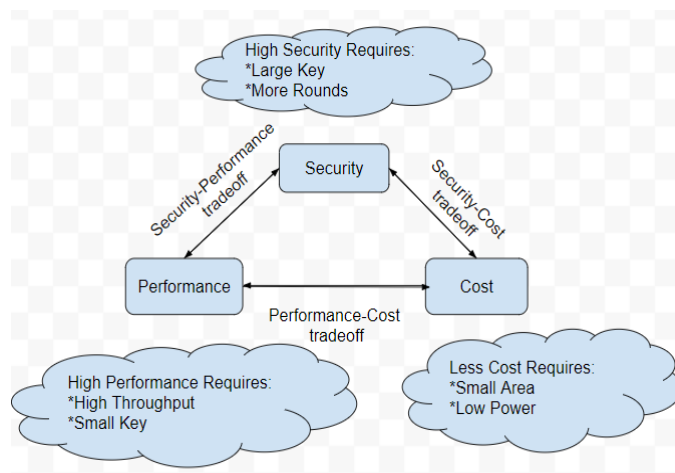 High Security Requires:
*Large Key
*More Rounds
Security
Security-Performance
tradeoff
Security-Cost
tradeoff
Performance
Cost
Performance-Cost
tradeoff
High Performance Requires:
*High Throughput
*Small Key
Less Cost Requires:
*Small Area
*Low Power